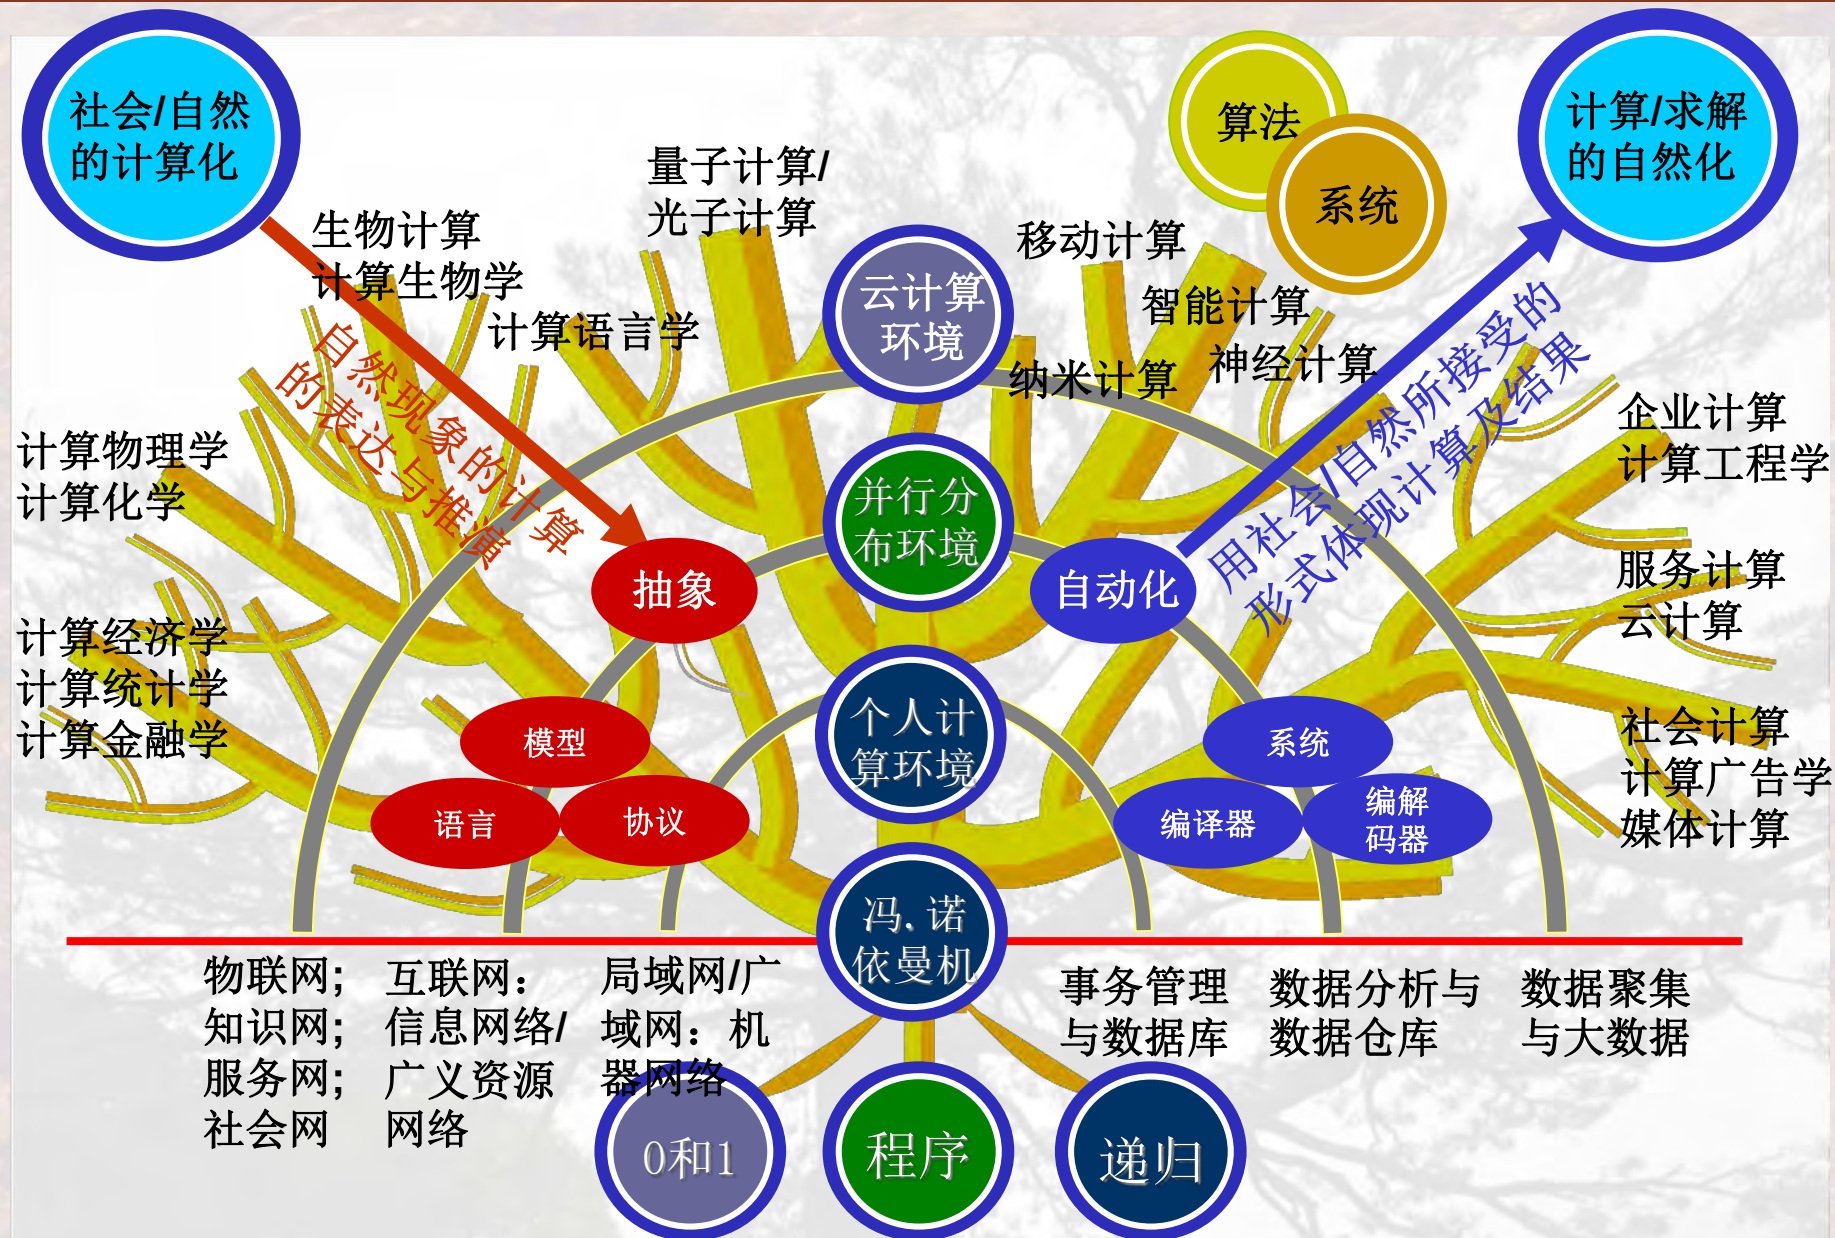 社会/自然
的计算化
算法
系统
计算/求解
的自然化
量子计算/
光子计算
生物计算
计算生物学
计算语言学
移动计算
智能计算
神经计算
纳米计算
云计算
环境
自然现象的计算
的表达与推演
用社会/自然所接受的
形式体现计算及结果
计算物理学
计算化学
企业计算
计算工程学
并行分
布环境
抽象
自动化
服务计算
云计算
计算经济学
计算统计学
计算金融学
个人计
算环境
模型
语言
协议
系统
编译器
编解
码器
社会计算
计算广告学
媒体计算
冯.诺
依曼机
物联网;
知识网;
服务网;
社会网
互联网：
信息网络/
广义资源
网络
局域网/广
域网：机
器网络
事务管理
与数据库
数据分析与
数据仓库
数据聚集
与大数据
0和1
程序
递归